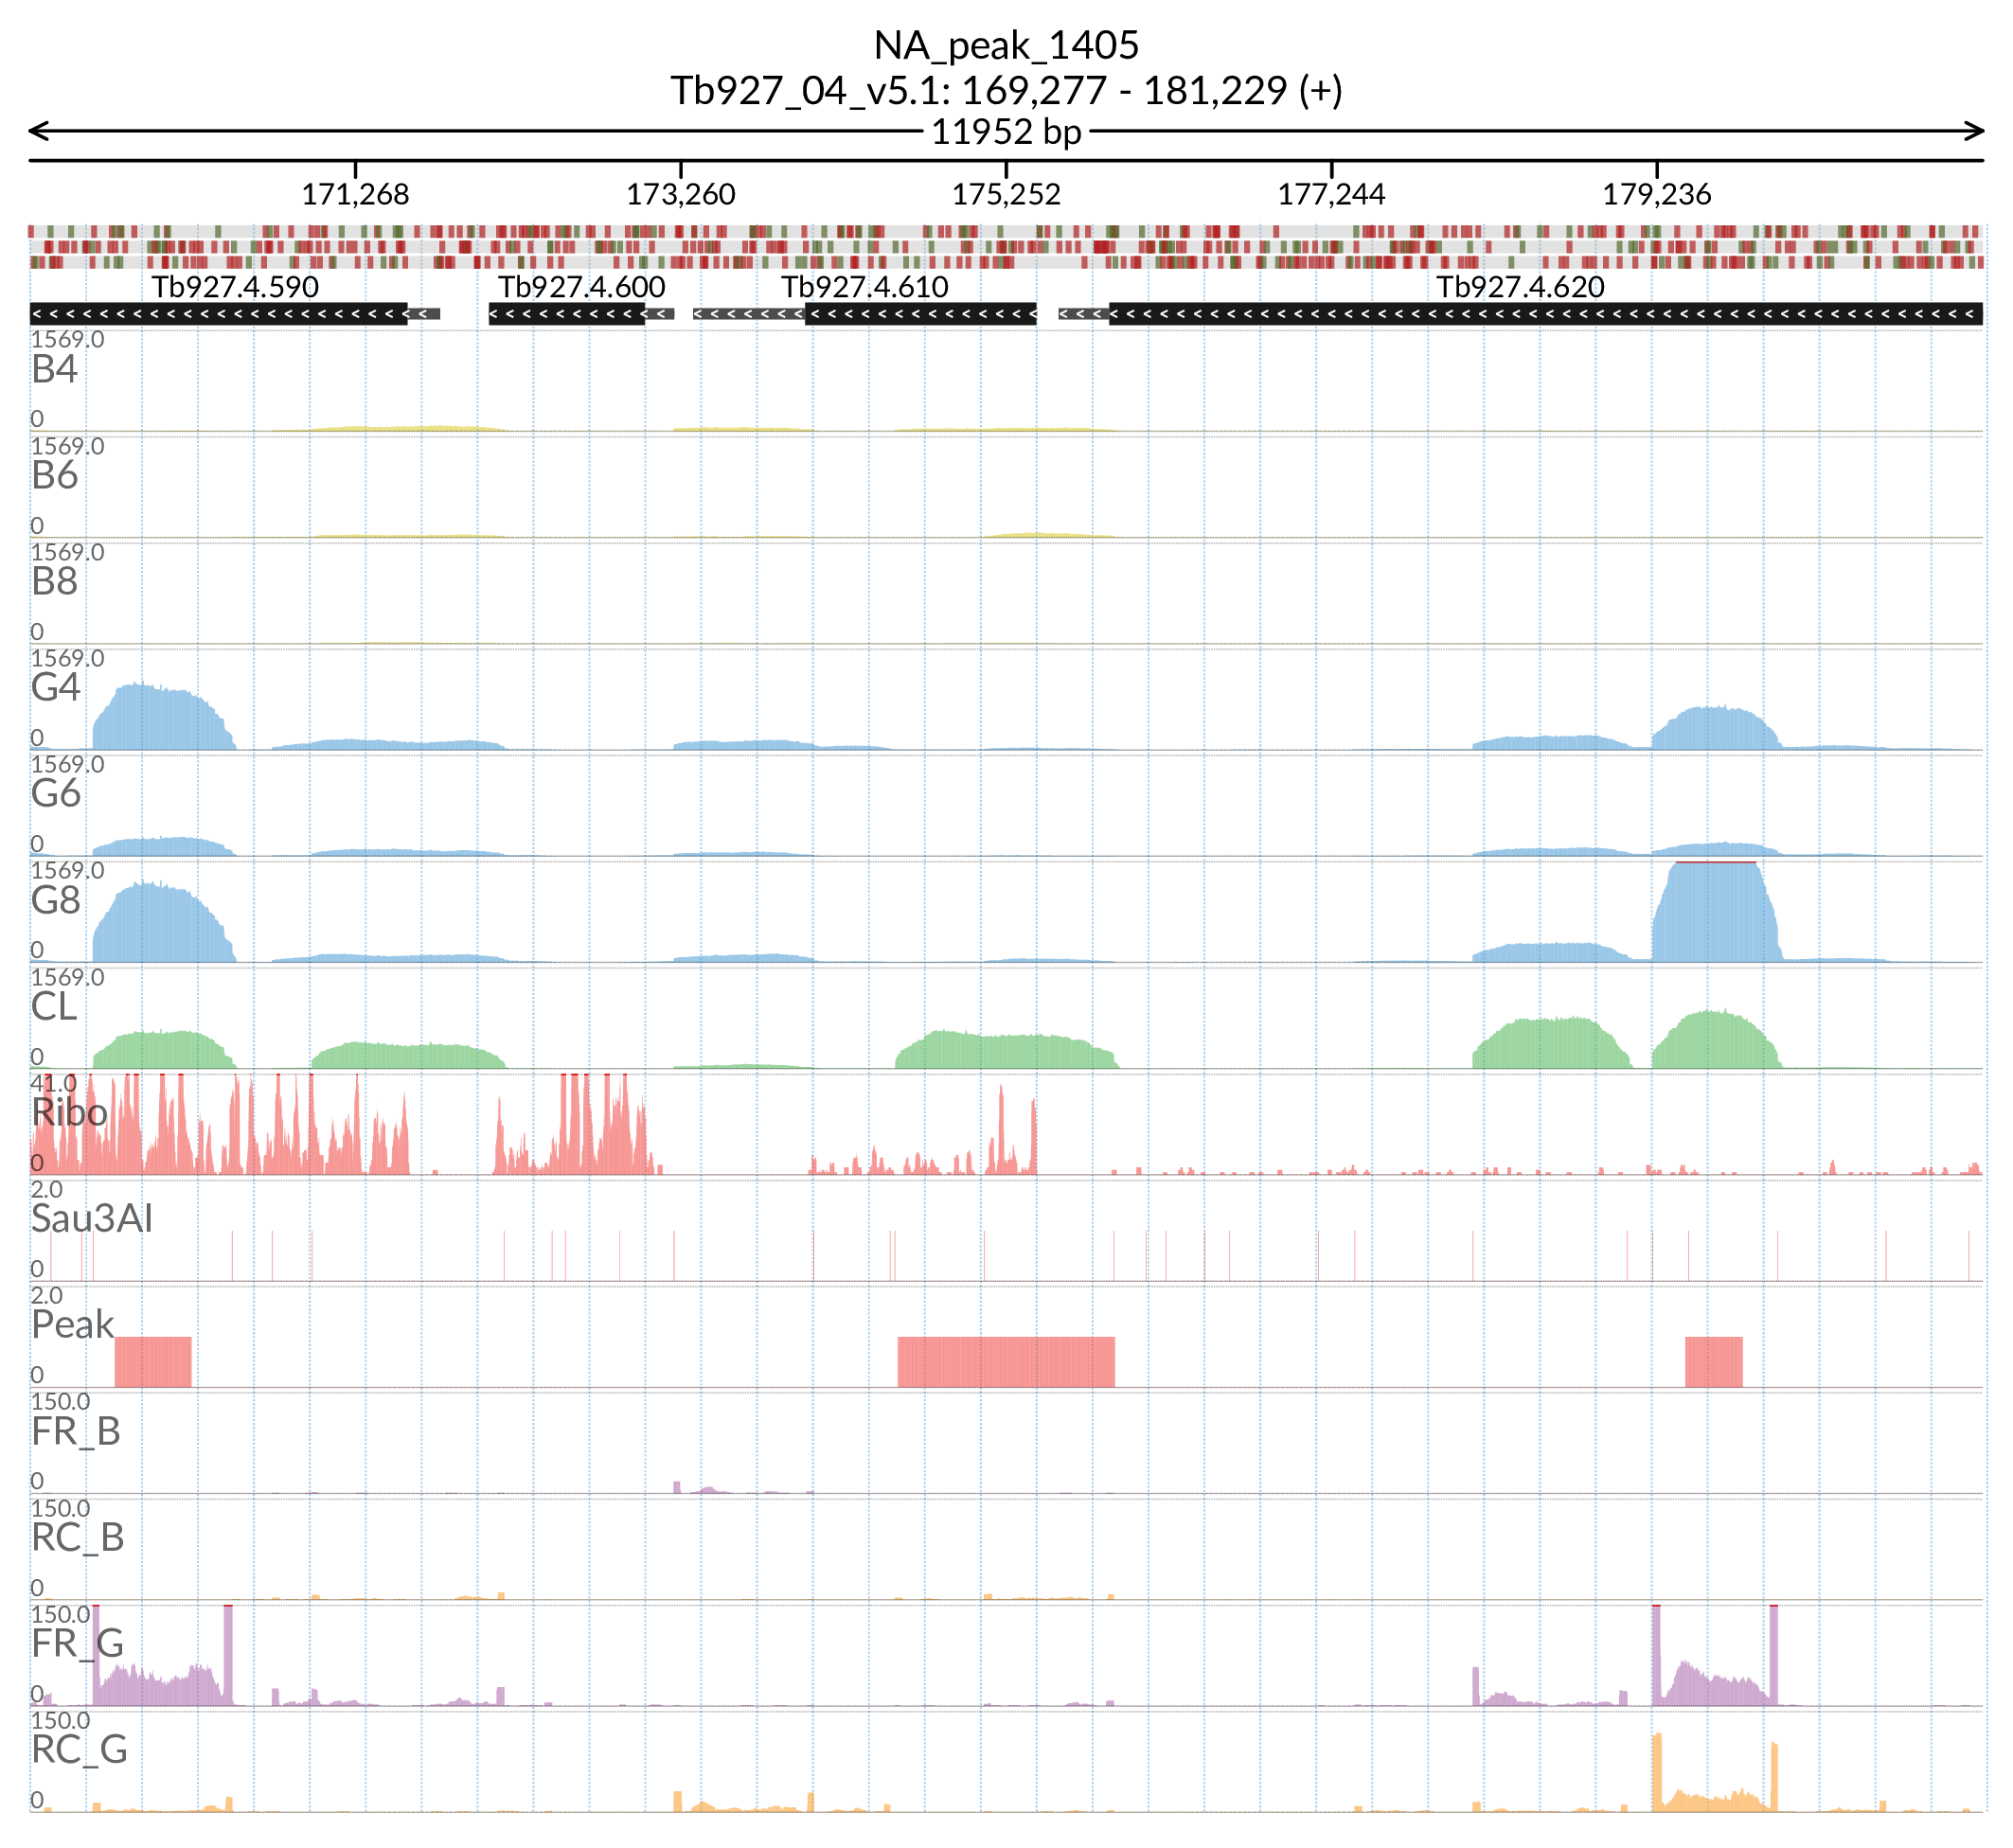 NA_peak_1405
Tb927_04_v5.1: 169,277 - 181,229 (+)
11952 bp
171,268 173,260 175,252 177,244 179,236
Tb927.4.590 Tb927.4.600 Tb927.4.610 Tb927.4.620
1569.0
B4
0
1569.0
B6
0
1569.0
B8
0
1569.0
G4
0
1569.0
G6
0
1569.0
G8
0
1569.0
CL
0
41.0
Ribo
0
2.0
Sau3AI
0
2.0
Peak
0
150.0
FR_B
0
150.0
RC_B
0
150.0
FR_G
0
150.0
RC_G
0